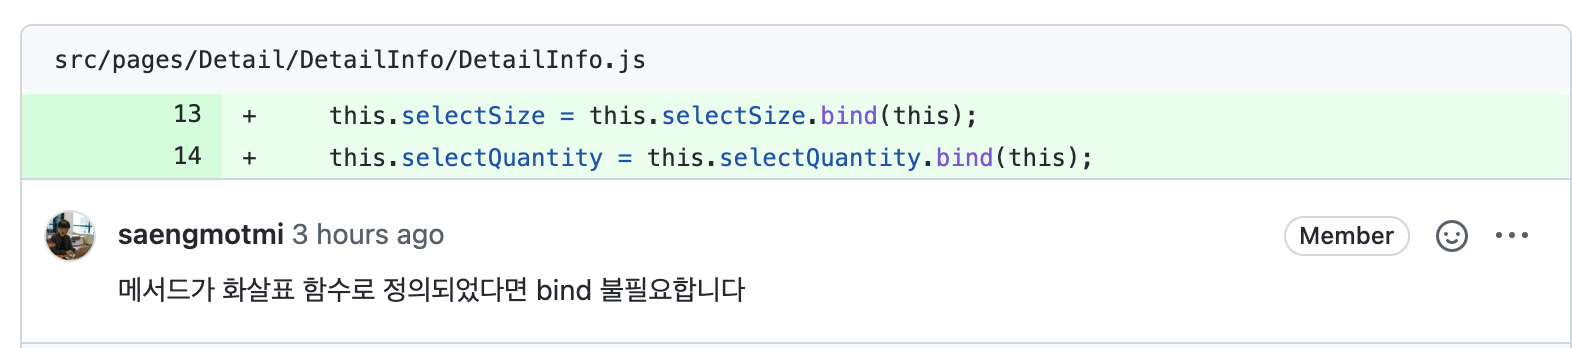 src/pages/Detail/DetailInfo/DetailInfo.js
13 + this.selectSize = this.selectSize.bind(this);
14 + this.selectQuantity = this.selectQuantity.bind(this);
saengmotmi 3 hours ago Member
메서드가 화살표 함수로 정의되었다면 bind 불필요합니다